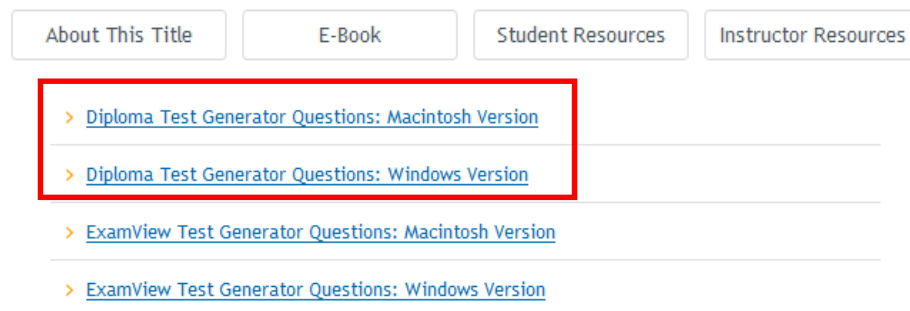 About This Title E-Book Student Resources Instructor Resources
> Diploma Test Generator Questions: Macintosh Version
> Diploma Test Generator Questions: Windows Version
> ExamView Test Generator Questions: Macintosh Version
> ExamView Test Generator Questions: Windows Version